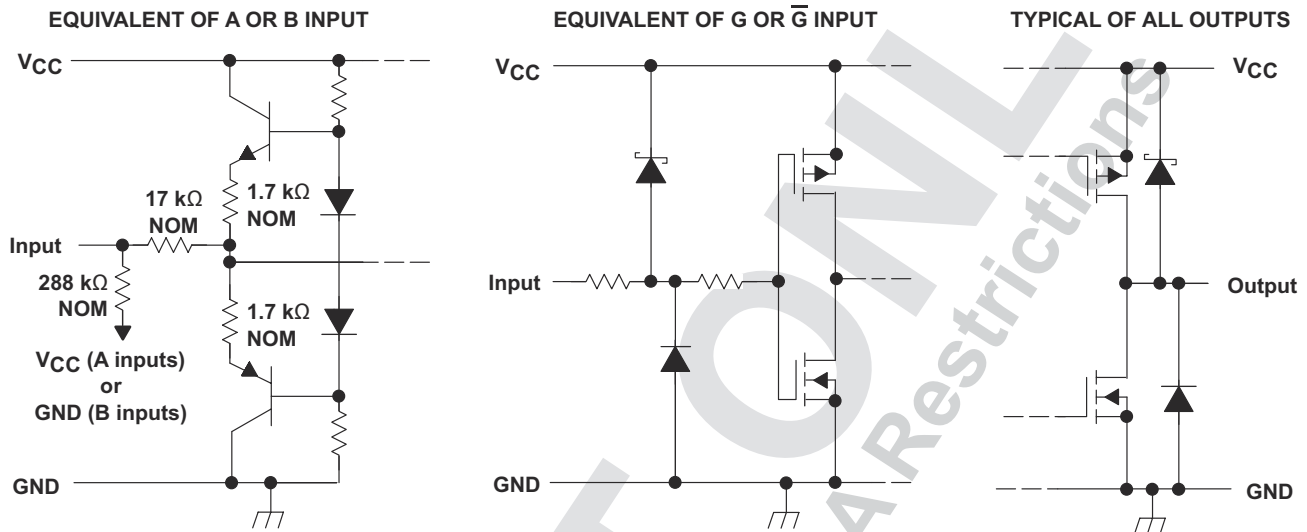 EQUIVALENT OF A OR B INPUT
VCC
17 kΩ
NOM
1.7 kΩ
NOM
Input
288 kΩ
NOM
1.7 kΩ
NOM
VCC (A inputs)
or
GND (B inputs)
GND
EQUIVALENT OF G OR G̅ INPUT
VCC
Input
GND
TYPICAL OF ALL OUTPUTS
VCC
Output
GND
T ONL
A Restrictions